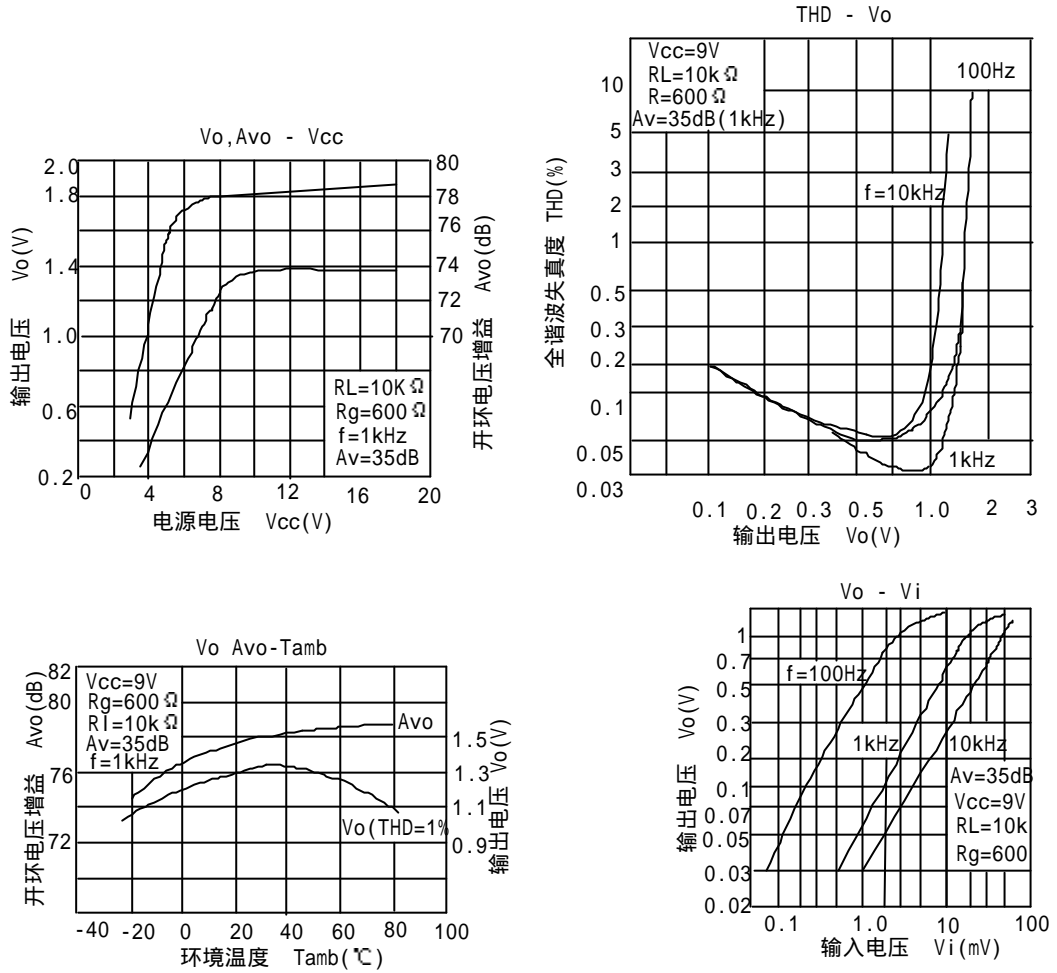 Vo,Avo - Vcc
输出电压 Vo(V)
2.0
1.8
1.4
1.0
0.6
0.2
80
78
76
74
72
70
开环电压增益 Avo(dB)
RL=10KΩ
Rg=600Ω
f=1kHz
Av=35dB
0 4 8 12 16 20
电源电压 Vcc(V)
THD - Vo
全谐波失真度 THD(%)
10
5
3
2
1
0.5
0.3
0.2
0.1
0.05
0.03
Vcc=9V
RL=10kΩ
R=600Ω
Av=35dB(1kHz)
100Hz
f=10kHz
1kHz
0.1 0.2 0.3 0.5 1.0 2 3
输出电压 Vo(V)
Vo Avo-Tamb
开环电压增益 Avo(dB)
82
80
76
72
Vcc=9V
Rg=600Ω
Rl=10kΩ
Av=35dB
f=1kHz
Avo
Vo(THD=1%
1.5
1.3
1.1
0.9
输出电压 Vo(V)
-40 -20 0 20 40 60 80 100
环境温度 Tamb(℃)
Vo - Vi
输出电压 Vo(V)
1
0.7
0.5
0.3
0.2
0.1
0.07
0.05
0.03
0.02
f=100Hz
1kHz
10kHz
Av=35dB
Vcc=9V
RL=10k
Rg=600
0.1 1.0 10 100
输入电压 Vi(mV)